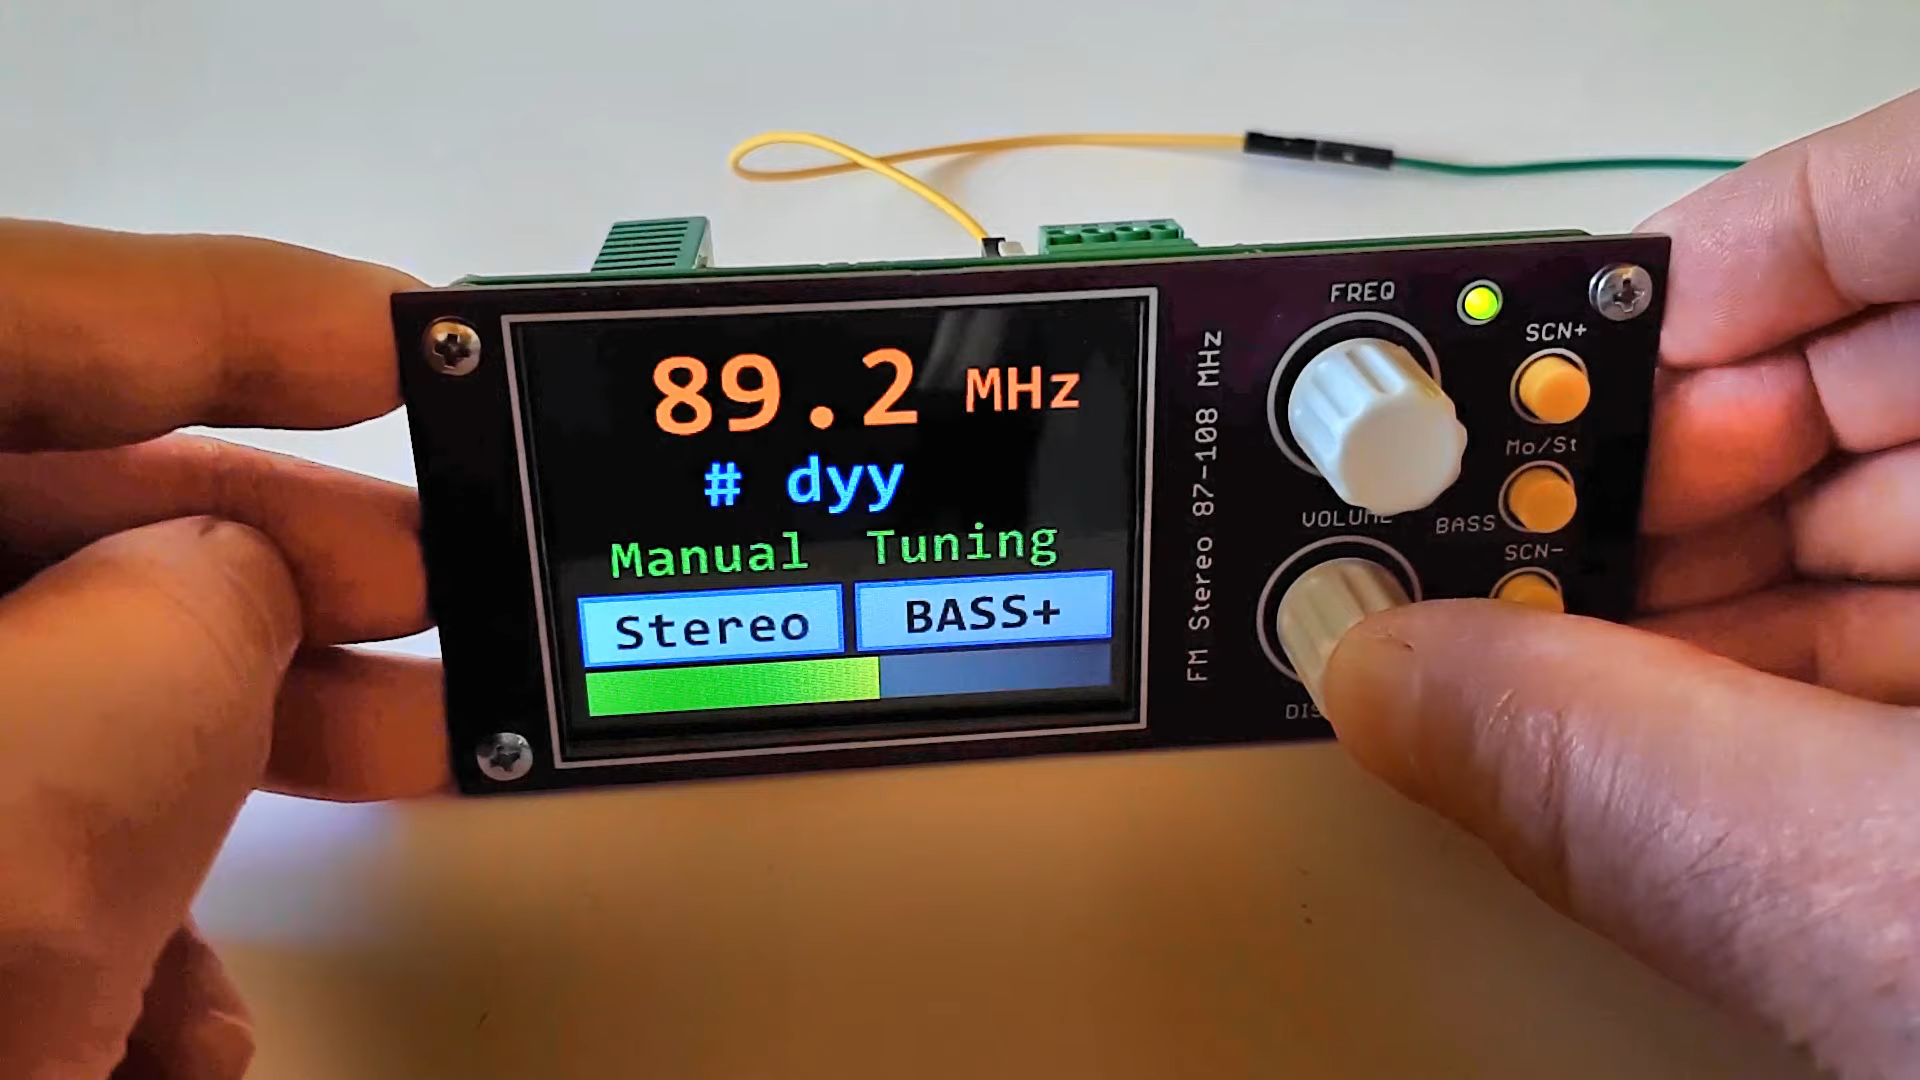 89.2 MHz
# dyy
Manual Tuning
Stereo BASS+
FM Stereo 87-108 MHz
FREQ
SCN+
Mo/St
VOLUME
BASS
SCN-